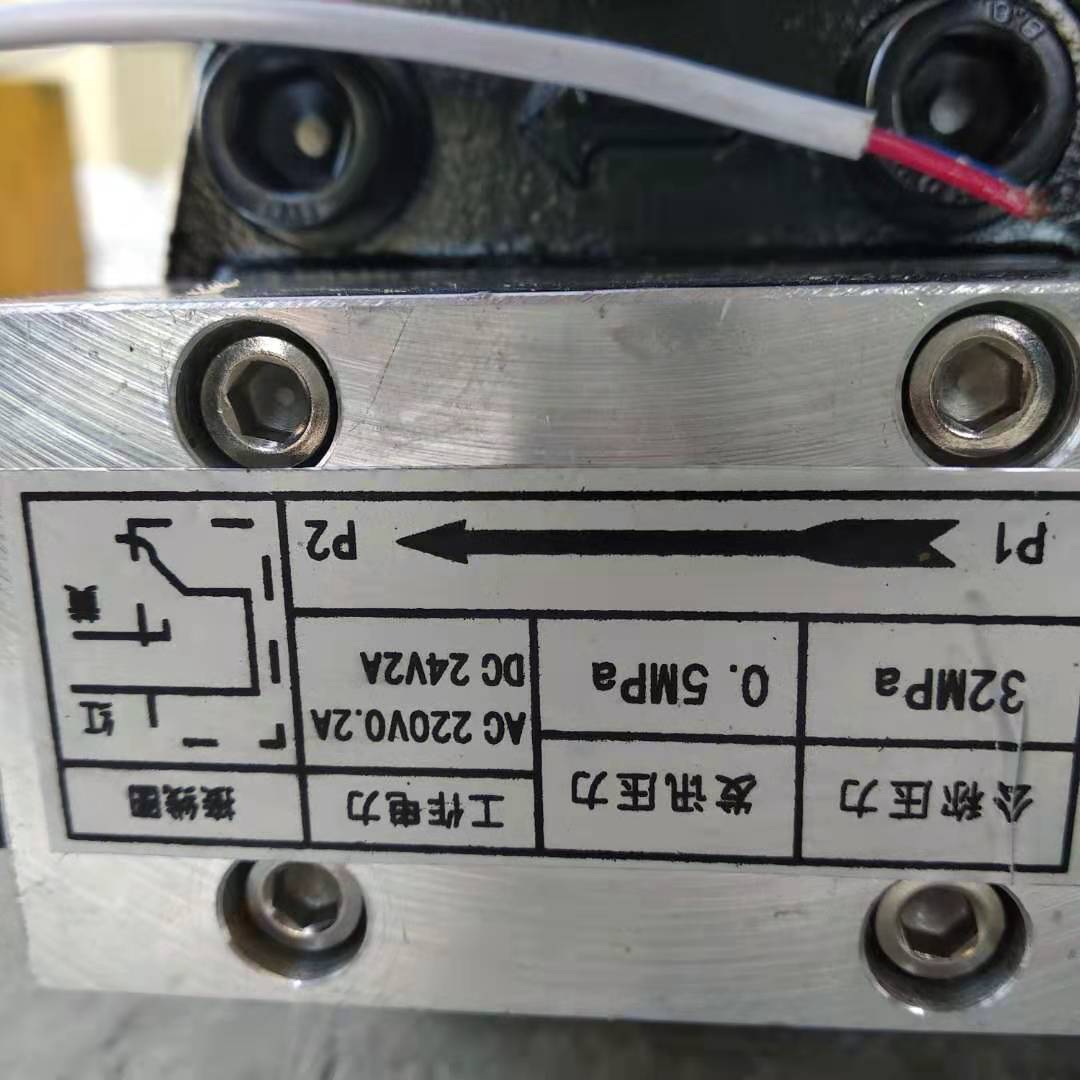 公称压力 发讯压力 工作电力 接线图
32MPa 0.5MPa AC 220V0.2A
DC 24V2A
红
黄
P1 P2